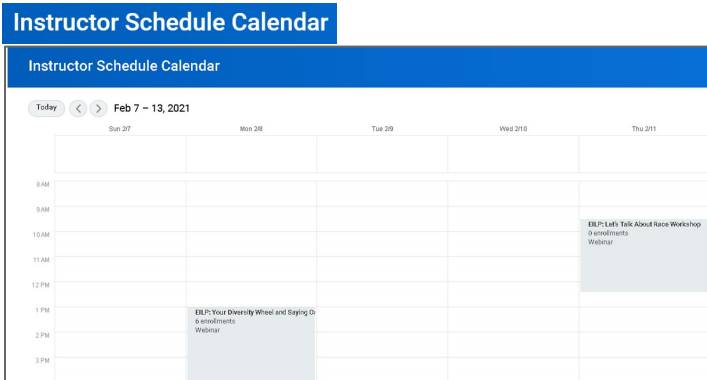 Instructor Schedule Calendar
Instructor Schedule Calendar
Today < > Feb 7 – 13, 2021
Sun 2/7 Mon 2/8 Tue 2/9 Wed 2/10 Thu 2/11
8 AM
9 AM
EILP: Let's Talk About Race Workshop
10 AM 0 enrollments
Webinar
11 AM
12 PM
1 PM EILP: Your Diversity Wheel and Saying
6 enrollments
Webinar
2 PM
3 PM